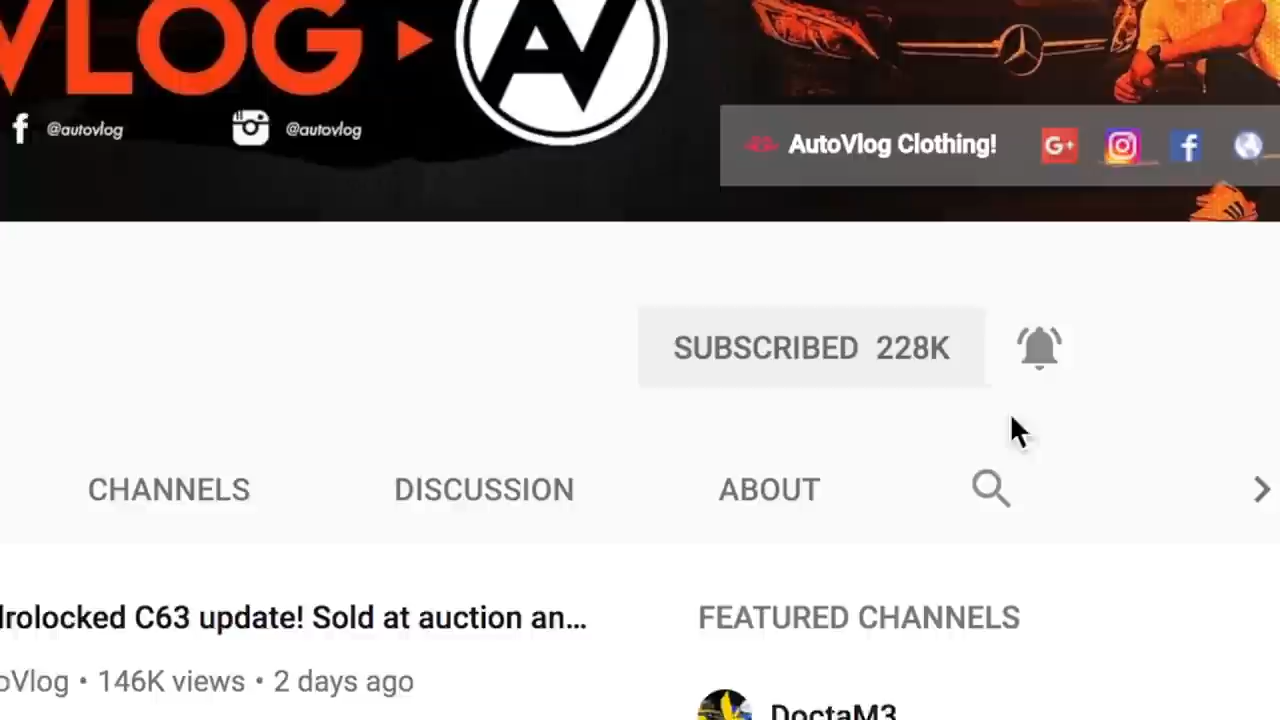 VLOG
AV
@autovlog @autovlog
AutoVlog Clothing!
G+
SUBSCRIBED 228K
CHANNELS DISCUSSION ABOUT
drolocked C63 update! Sold at auction an...
oVlog • 146K views • 2 days ago
FEATURED CHANNELS
DoctaM3